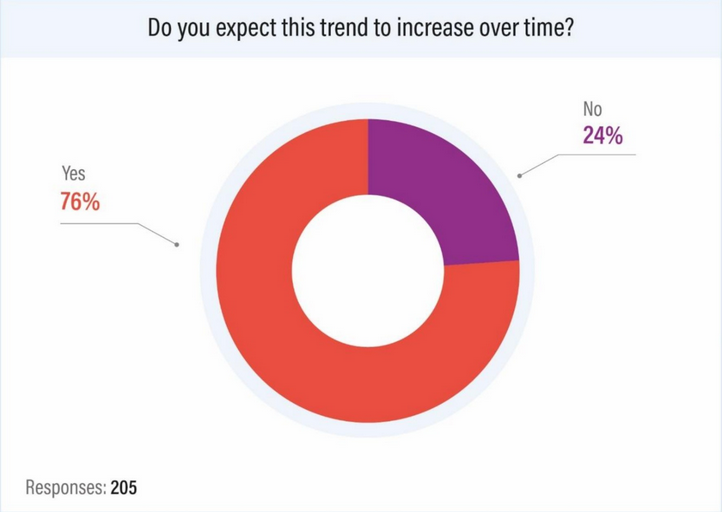 Do you expect this trend to increase over time?
No
24%
Yes
76%
Responses: 205